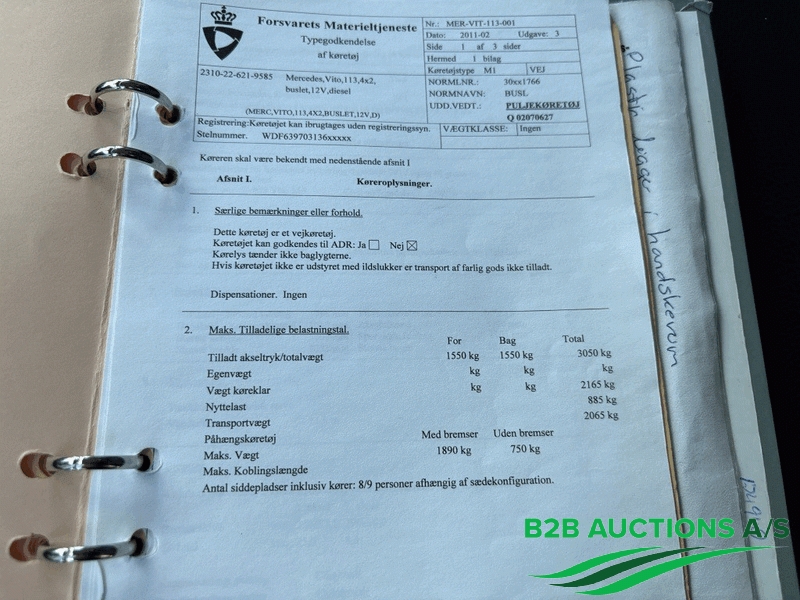 Forsvarets Materieltjeneste
Typegodkendelse
af køretøj
Nr.: MER-VIT-113-001
Dato: 2011-02 Udgave: 3
Side 1 af 3 sider
Hermed 1 bilag
Køretøjstype M1 VEJ
2310-22-621-9585 Mercedes,Vito,113,4x2,
buslet,12V,diesel
(MERC,VITO,113,4X2,BUSLET,12V,D)
NORMLNR.: 30xx1766
NORMNAVN: BUSL
UDD.VEDT.: PULJEKØRETØJ
Q 02070627
Registrering:Køretøjet kan ibrugtages uden registreringssyn.
Stelnummer. WDF639703136xxxxx
VÆGTKLASSE: Ingen
Køreren skal være bekendt med nedenstående afsnit I
Afsnit I. Køreroplysninger.
1. Særlige bemærkninger eller forhold.
Dette køretøj er et vejkøretøj.
Køretøjet kan godkendes til ADR: Ja ☐ Nej ☒
Kørelys tænder ikke baglygterne.
Hvis køretøjet ikke er udstyret med ildslukker er transport af farlig gods ikke tilladt.
Dispensationer. Ingen
2. Maks. Tilladelige belastningstal.
For Bag Total
Tilladt akseltryk/totalvægt 1550 kg 1550 kg 3050 kg
Egenvægt kg kg kg
Vægt køreklar kg kg 2165 kg
Nyttelast 885 kg
Transportvægt 2065 kg
Påhængskøretøj Med bremser Uden bremser
Maks. Vægt 1890 kg 750 kg
Maks. Koblingslængde
Antal siddepladser inklusiv kører: 8/9 personer afhængig af sædekonfiguration.
i handskerum
B2B AUCTIONS A/S